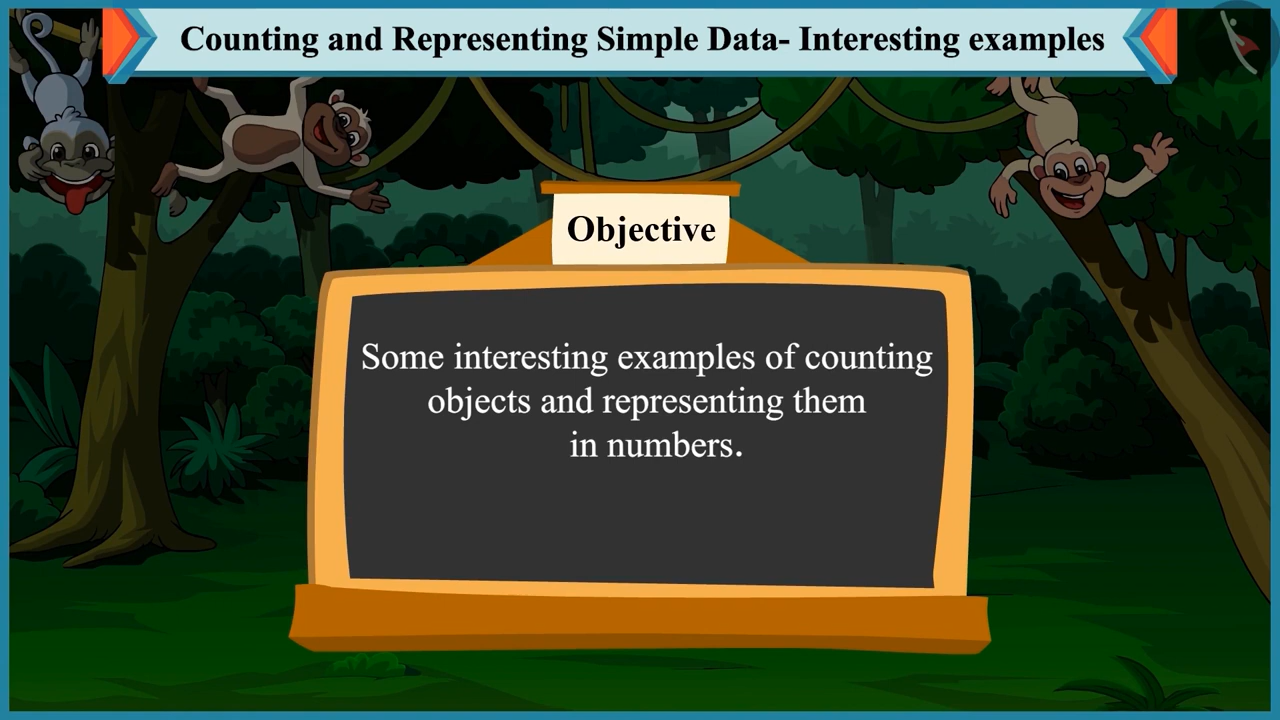 Counting and Representing Simple Data- Interesting examples
Objective
Some interesting examples of counting
objects and representing them
in numbers.